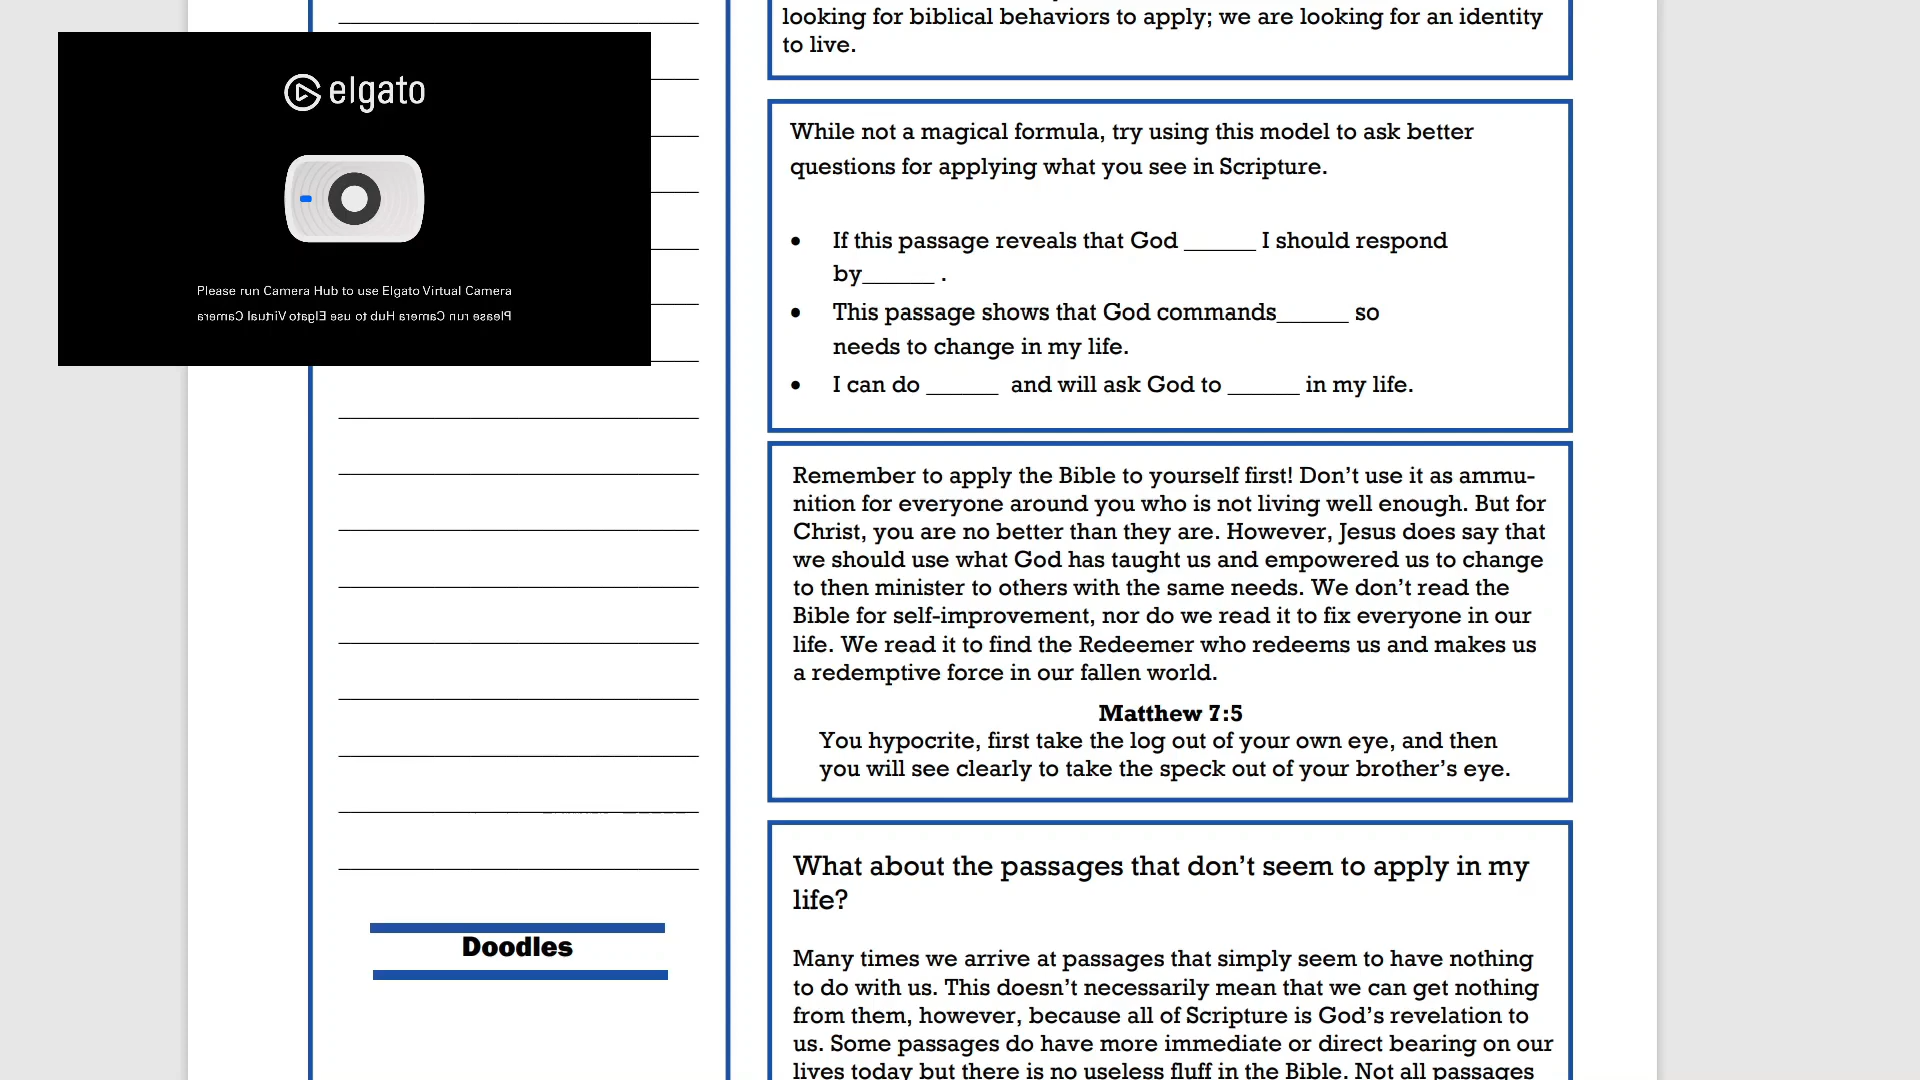 elgato
Please run Camera Hub to use Elgato Virtual Camera
Please run Camera Hub to use Elgato Virtual Camera
Doodles
looking for biblical behaviors to apply; we are looking for an identity
to live.
While not a magical formula, try using this model to ask better
questions for applying what you see in Scripture.
• If this passage reveals that God ______ I should respond
by______ .
• This passage shows that God commands______ so
needs to change in my life.
• I can do ______ and will ask God to ______ in my life.
Remember to apply the Bible to yourself first! Don’t use it as ammu-
nition for everyone around you who is not living well enough. But for
Christ, you are no better than they are. However, Jesus does say that
we should use what God has taught us and empowered us to change
to then minister to others with the same needs. We don’t read the
Bible for self-improvement, nor do we read it to fix everyone in our
life. We read it to find the Redeemer who redeems us and makes us
a redemptive force in our fallen world.
Matthew 7:5
You hypocrite, first take the log out of your own eye, and then
you will see clearly to take the speck out of your brother’s eye.
What about the passages that don’t seem to apply in my
life?
Many times we arrive at passages that simply seem to have nothing
to do with us. This doesn’t necessarily mean that we can get nothing
from them, however, because all of Scripture is God’s revelation to
us. Some passages do have more immediate or direct bearing on our
lives today but there is no useless fluff in the Bible. Not all passages